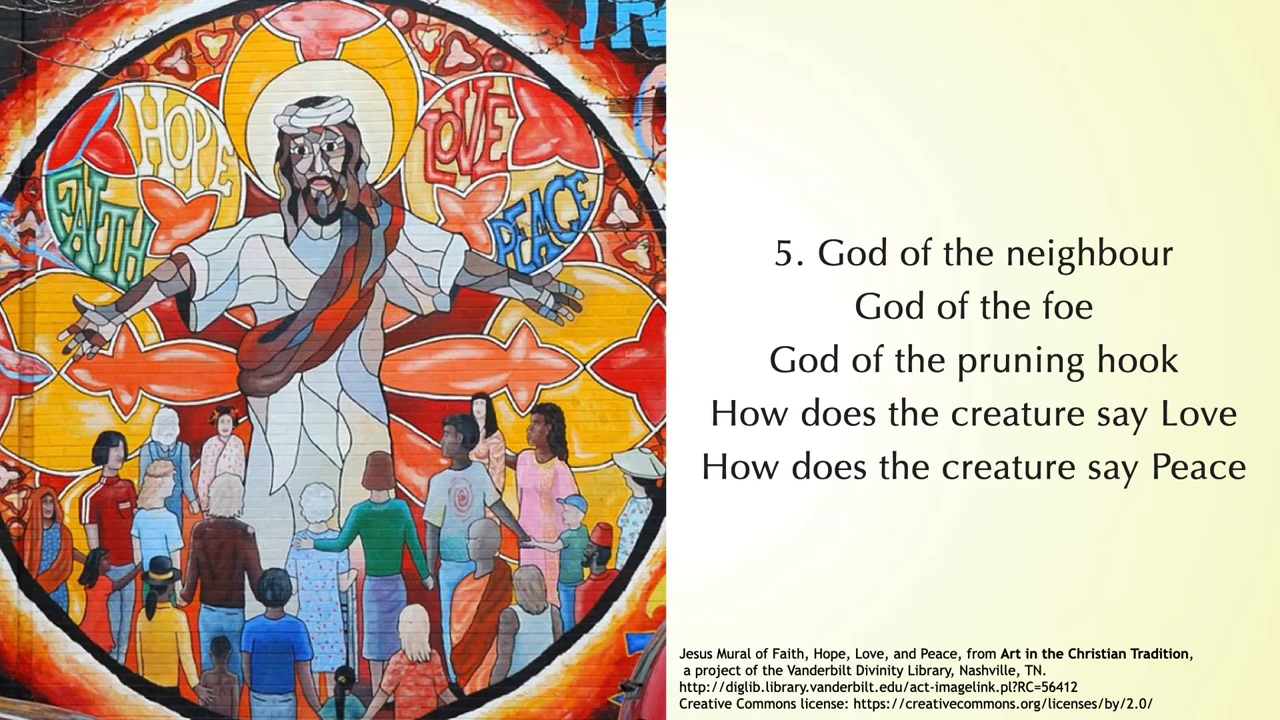 HOPE
LOVE
FAITH
PEACE
5. God of the neighbour
God of the foe
God of the pruning hook
How does the creature say Love
How does the creature say Peace
Jesus Mural of Faith, Hope, Love, and Peace, from Art in the Christian Tradition,
a project of the Vanderbilt Divinity Library, Nashville, TN.
http://diglib.library.vanderbilt.edu/act-imagelink.pl?RC=56412
Creative Commons license: https://creativecommons.org/licenses/by/2.0/